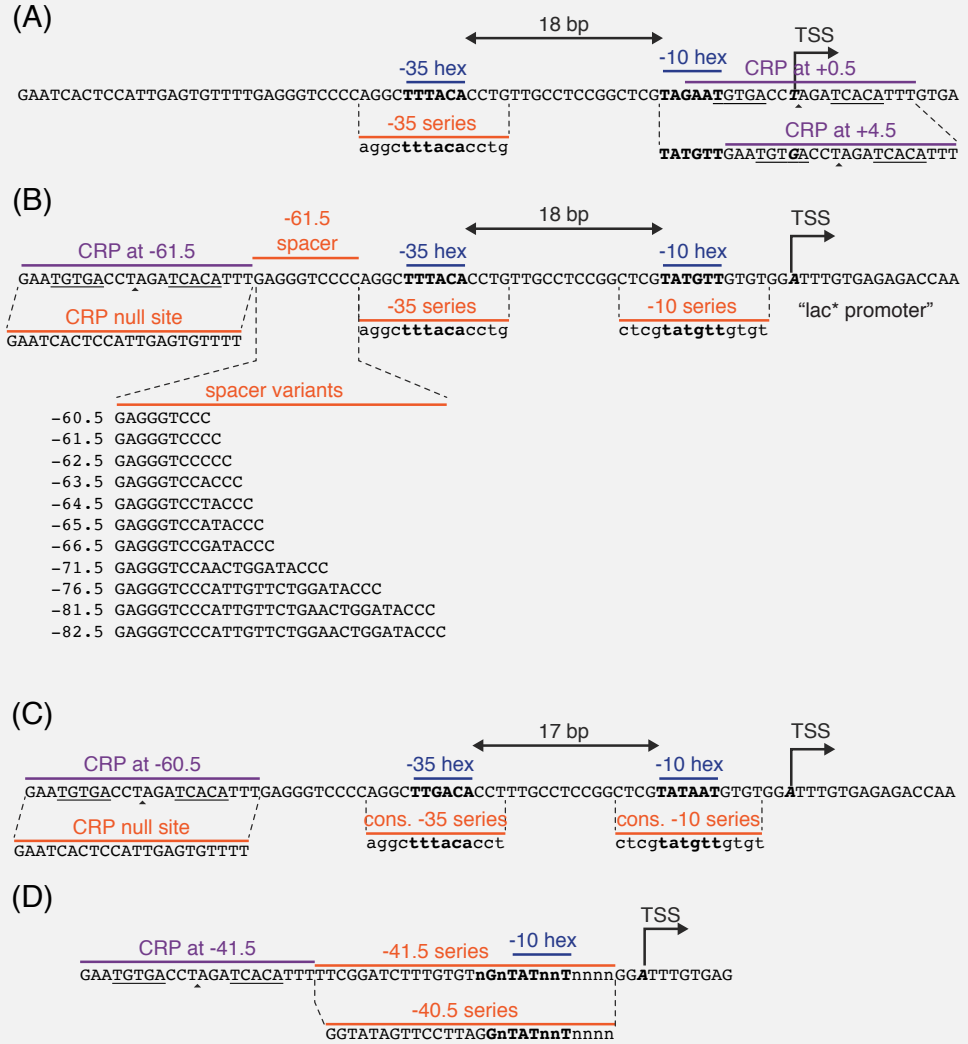 (A)
18 bp
TSS
-35 hex
-10 hex
CRP at +0.5
GAATCACTCCATTGAGTGTTTTGAGGGTCCCCAGGCTTTACACCTGTTGCCTCCGGCTCGTAGAATGTGACCTAGATCACATTTGTGA
-35 series
CRP at +4.5
aggctttacacctg
TATGTTGAATGTGACCTAGATCACATTT
(B)
-61.5
spacer
18 bp
TSS
CRP at -61.5
-35 hex
-10 hex
GAATGTGACCTAGATCACATTTGAGGGTCCCCAGGCTTTACACCTGTTGCCTCCGGCTCGTATGTTGTGTGGATTTGTGAGAGACCAA
CRP null site
-35 series
-10 series
"lac* promoter"
GAATCACTCCATTGAGTGTTTT
aggctttacacctg
ctcgtatgttgtgt
spacer variants
-60.5 GAGGGTCCC
-61.5 GAGGGTCCCC
-62.5 GAGGGTCCCCC
-63.5 GAGGGTCCACCC
-64.5 GAGGGTCCTACCC
-65.5 GAGGGTCCATACCC
-66.5 GAGGGTCCGATACCC
-71.5 GAGGGTCCAACTGGATACCC
-76.5 GAGGGTCCCATTGTTCTGGATACCC
-81.5 GAGGGTCCCATTGTTCTGAACTGGATACCC
-82.5 GAGGGTCCCATTGTTCTGGAACTGGATACCC
(C)
17 bp
TSS
CRP at -60.5
-35 hex
-10 hex
GAATGTGACCTAGATCACATTTGAGGGTCCCCAGGCTTGACACCTTTGCCTCCGGCTCGTATAATGTGTGGATTTGTGAGAGACCAA
CRP null site
cons. -35 series
cons. -10 series
GAATCACTCCATTGAGTGTTTT
aggctttacacct
ctcgtatgttgtgt
(D)
TSS
CRP at -41.5
-41.5 series
-10 hex
GAATGTGACCTAGATCACATTTTTCGGATCTTTGTGTnGnTATnnTnnnnGGATTTGTGAG
-40.5 series
GGTATAGTTCCTTAGGnTATnnTnnnn